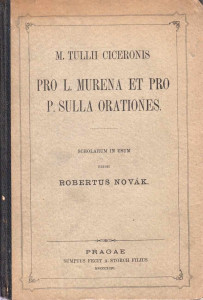 M. TULLII CICERONIS
PRO L. MURENA ET PRO
P. SULLA ORATIONES.
SCHOLARUM IN USUM
EDIDIT
ROBERTUS NOVÁK.
PRAGAE
SUMPTUS FECIT A. STORCH FILIUS